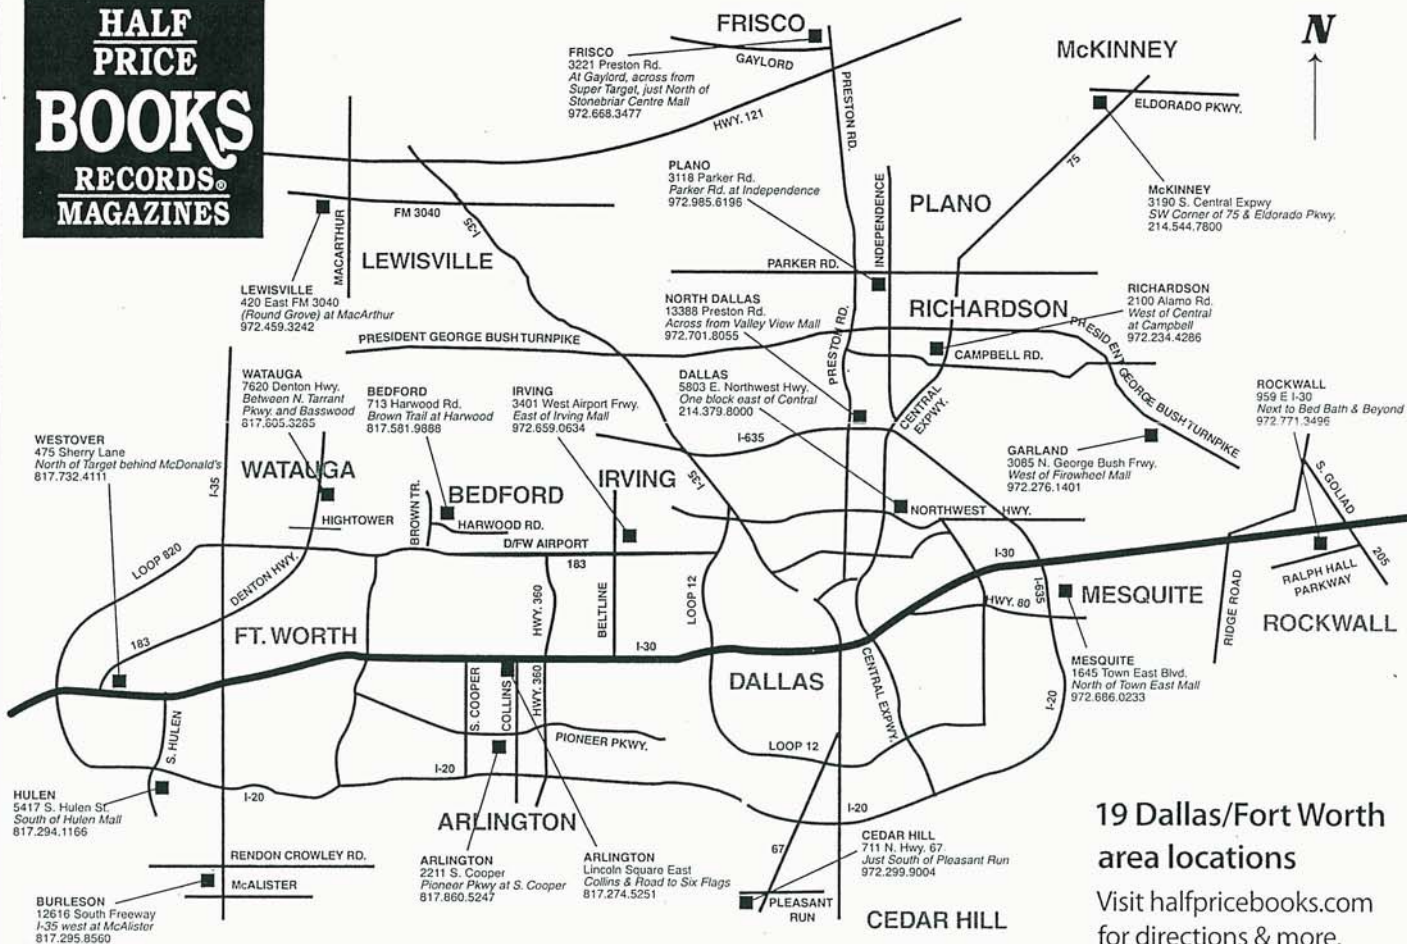 HALF
PRICE
BOOKS
RECORDS®
MAGAZINES
FRISCO
FRISCO
3221 Preston Rd.
At Gaylord, across from
Super Target, just North of
Stonebriar Centre Mall
972.668.3477
GAYLORD
HWY. 121
PRESTON RD.
McKINNEY
N
ELDORADO PKWY.
75
McKINNEY
3190 S. Central Expwy
SW Corner of 75 & Eldorado Pkwy.
214.544.7800
PLANO
3118 Parker Rd.
Parker Rd. at Independence
972.985.6196
INDEPENDENCE
PLANO
PARKER RD.
FM 3040
MACARTHUR
I-35
LEWISVILLE
LEWISVILLE
420 East FM 3040
(Round Grove) at MacArthur
972.459.3242
NORTH DALLAS
13388 Preston Rd.
Across from Valley View Mall
972.701.8055
PRESTON RD.
RICHARDSON
RICHARDSON
2100 Alamo Rd.
West of Central
at Campbell
972.234.4286
PRESIDENT GEORGE BUSH TURNPIKE
CAMPBELL RD.
PRESIDENT GEORGE BUSH TURNPIKE
WATAUGA
7620 Denton Hwy.
Between N. Tarrant
Pkwy. and Basswood
817.605.3285
BEDFORD
713 Harwood Rd.
Brown Trail at Harwood
817.581.9888
IRVING
3401 West Airport Frwy.
East of Irving Mall
972.659.0634
DALLAS
5803 E. Northwest Hwy.
One block east of Central
214.379.8000
CENTRAL
EXPWY.
ROCKWALL
959 E I-30
Next to Bed Bath & Beyond
972.771.3496
WESTOVER
475 Sherry Lane
North of Target behind McDonald's
817.732.4111
I-635
GARLAND
3085 N. George Bush Frwy.
West of Firewheel Mall
972.276.1401
I-35
WATAUGA
BEDFORD
IRVING
I-35
S. GOLIAD
HIGHTOWER
BROWN TR.
HARWOOD RD.
NORTHWEST HWY.
D/FW AIRPORT
183
LOOP 820
DENTON HWY.
I-30
205
RALPH HALL
PARKWAY
LOOP 12
HWY. 360
BELTLINE
I-635
HWY. 80
MESQUITE
RIDGE ROAD
ROCKWALL
183
FT. WORTH
I-30
MESQUITE
1645 Town East Blvd.
North of Town East Mall
972.686.0233
DALLAS
CENTRAL EXPWY.
I-20
S. HULEN
S. COOPER
COLLINS
HWY. 360
PIONEER PKWY.
LOOP 12
I-20
I-20
I-20
HULEN
5417 S. Hulen St.
South of Hulen Mall
817.294.1166
ARLINGTON
RENDON CROWLEY RD.
McALISTER
BURLESON
12616 South Freeway
I-35 west at McAlister
817.295.8560
ARLINGTON
2211 S. Cooper
Pioneer Pkwy at S. Cooper
817.860.5247
ARLINGTON
Lincoln Square East
Collins & Road to Six Flags
817.274.5251
67
CEDAR HILL
711 N. Hwy. 67
Just South of Pleasant Run
972.299.9004
PLEASANT
RUN
CEDAR HILL
19 Dallas/Fort Worth
area locations
Visit halfpricebooks.com
for directions & more.